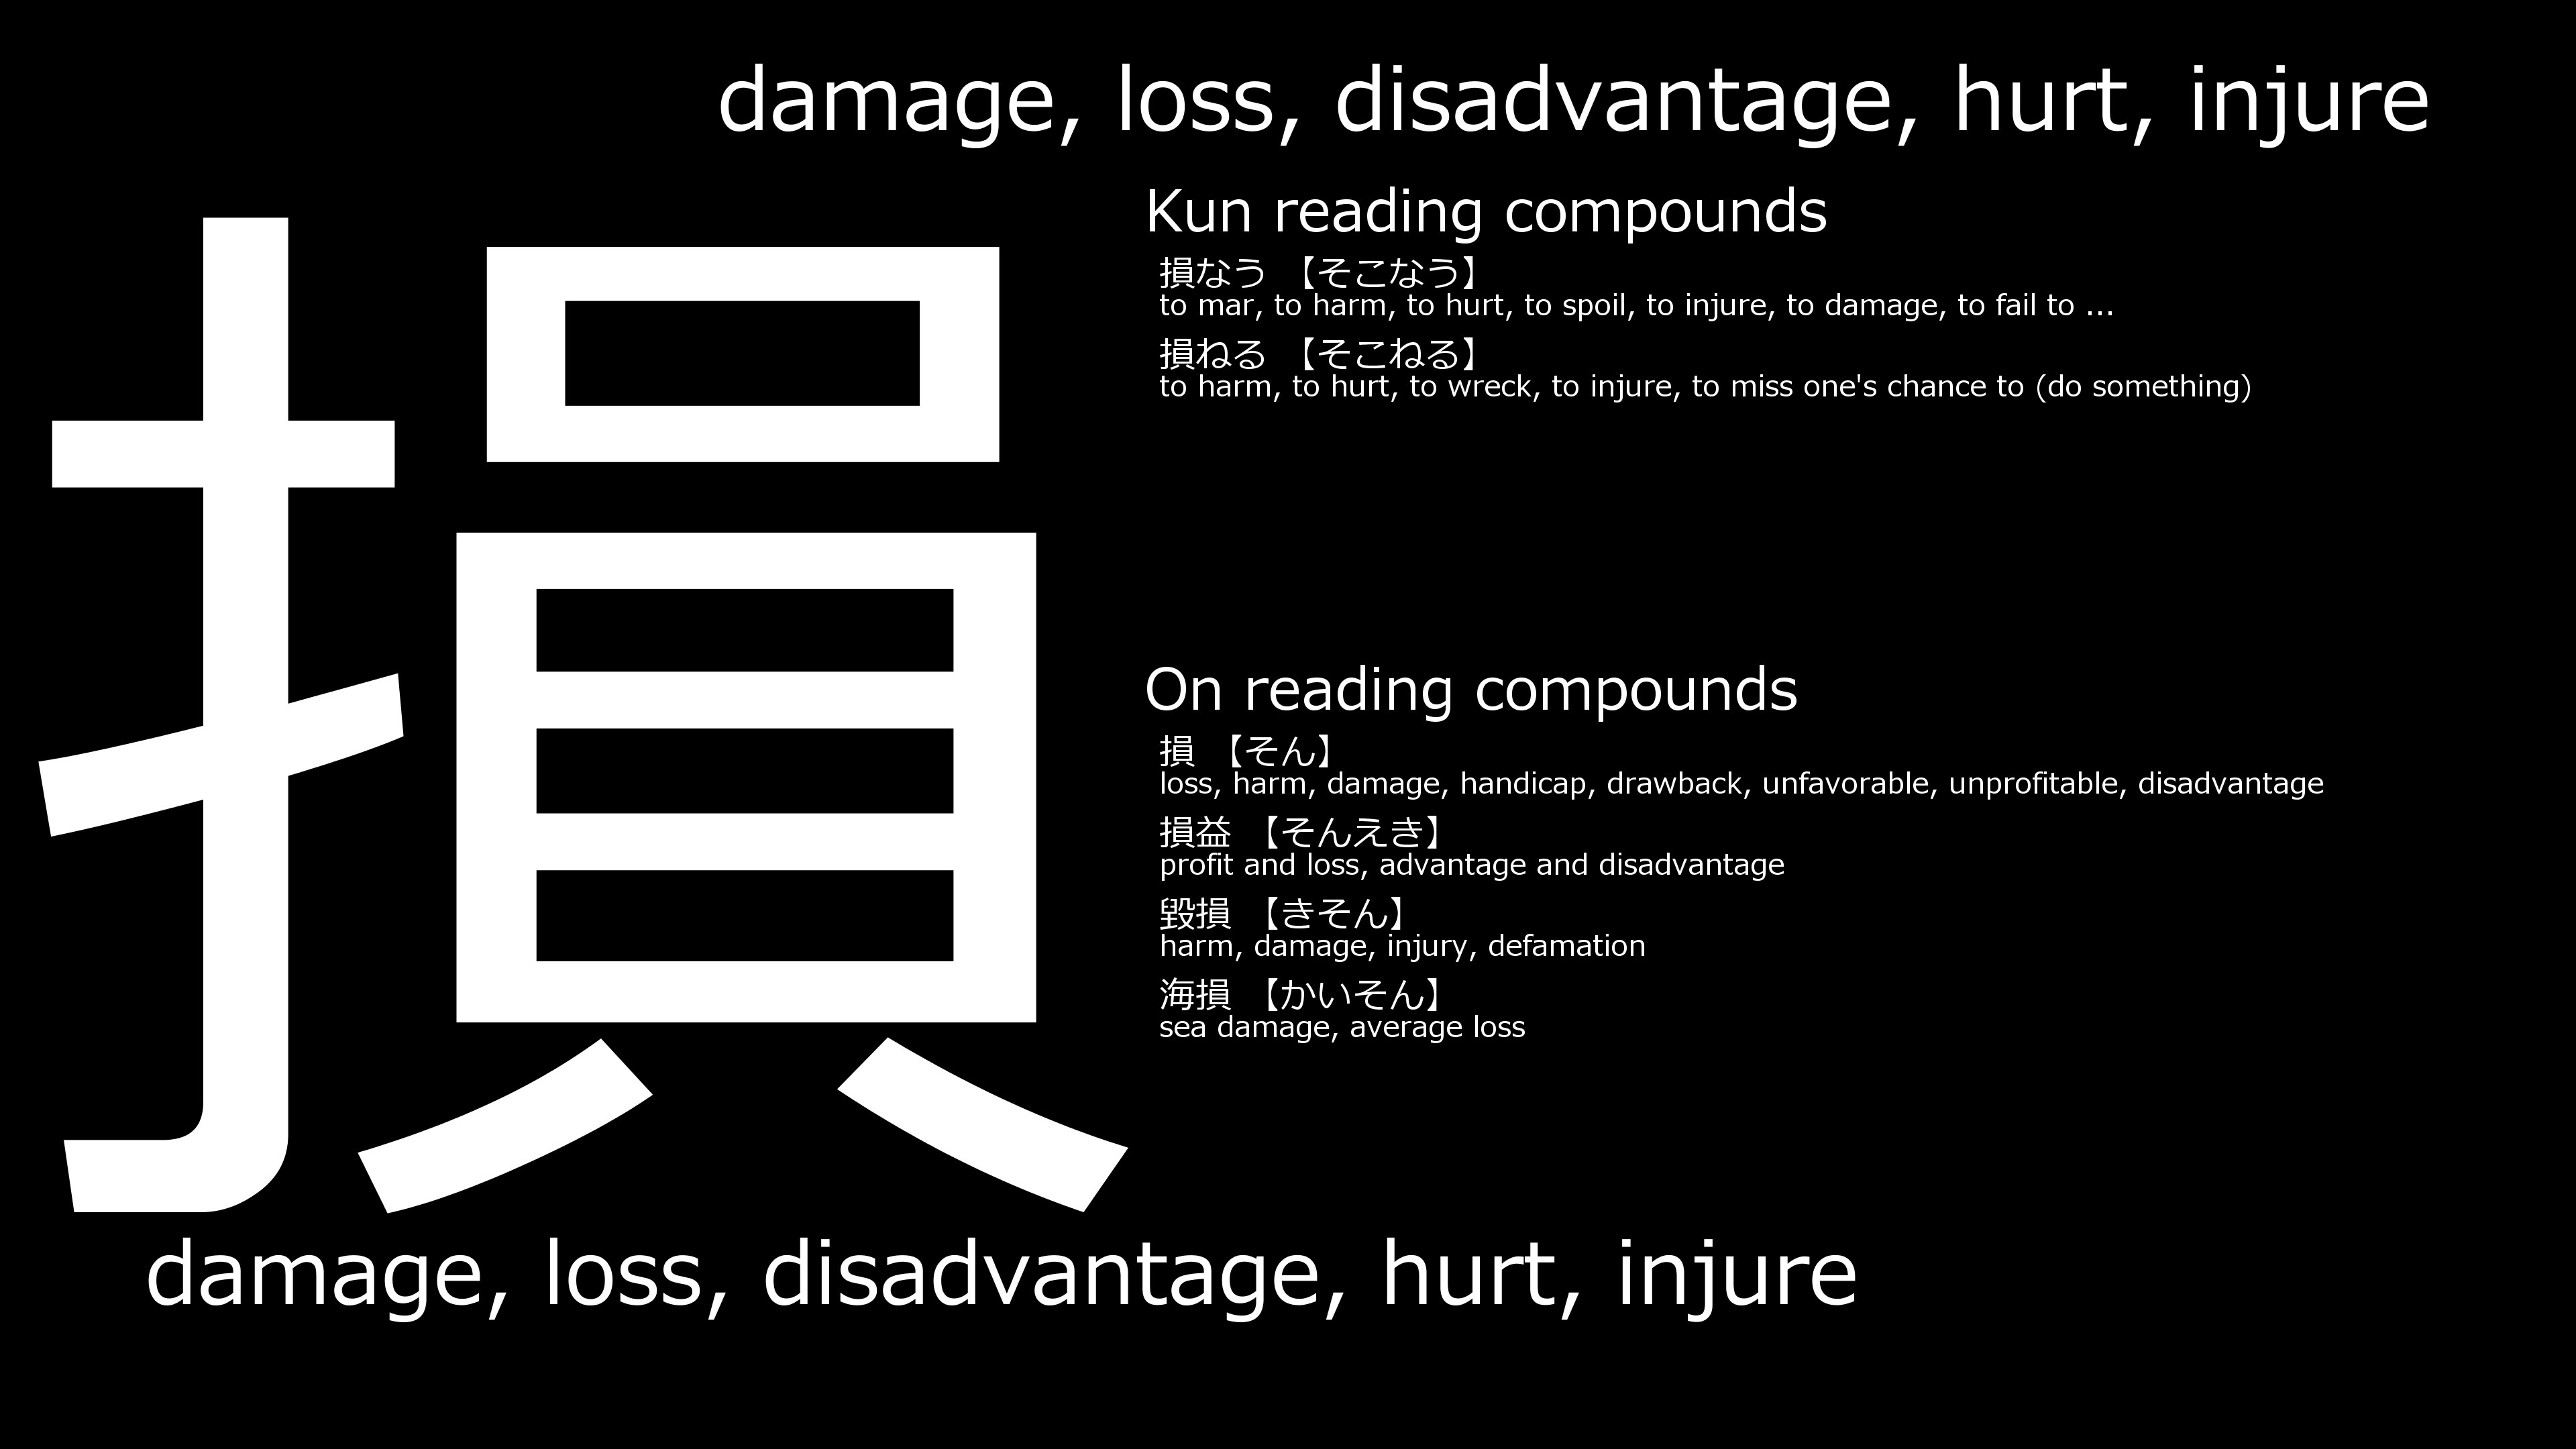 damage, loss, disadvantage, hurt, injure
損
Kun reading compounds
損なう 【そこなう】
to mar, to harm, to hurt, to spoil, to injure, to damage, to fail to ...
損ねる 【そこねる】
to harm, to hurt, to wreck, to injure, to miss one's chance to (do something)
On reading compounds
損 【そん】
loss, harm, damage, handicap, drawback, unfavorable, unprofitable, disadvantage
損益 【そんえき】
profit and loss, advantage and disadvantage
毀損 【きそん】
harm, damage, injury, defamation
海損 【かいそん】
sea damage, average loss
damage, loss, disadvantage, hurt, injure